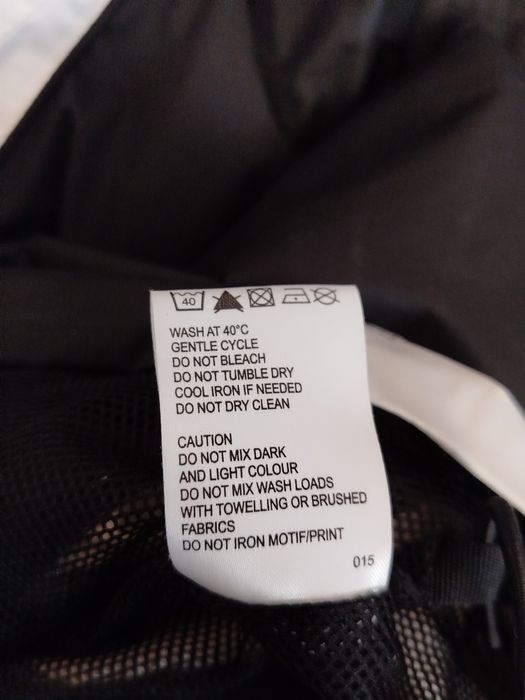 40
WASH AT 40°C
GENTLE CYCLE
DO NOT BLEACH
DO NOT TUMBLE DRY
COOL IRON IF NEEDED
DO NOT DRY CLEAN
CAUTION
DO NOT MIX DARK
AND LIGHT COLOUR
DO NOT MIX WASH LOADS
WITH TOWELLING OR BRUSHED
FABRICS
DO NOT IRON MOTIF/PRINT
015